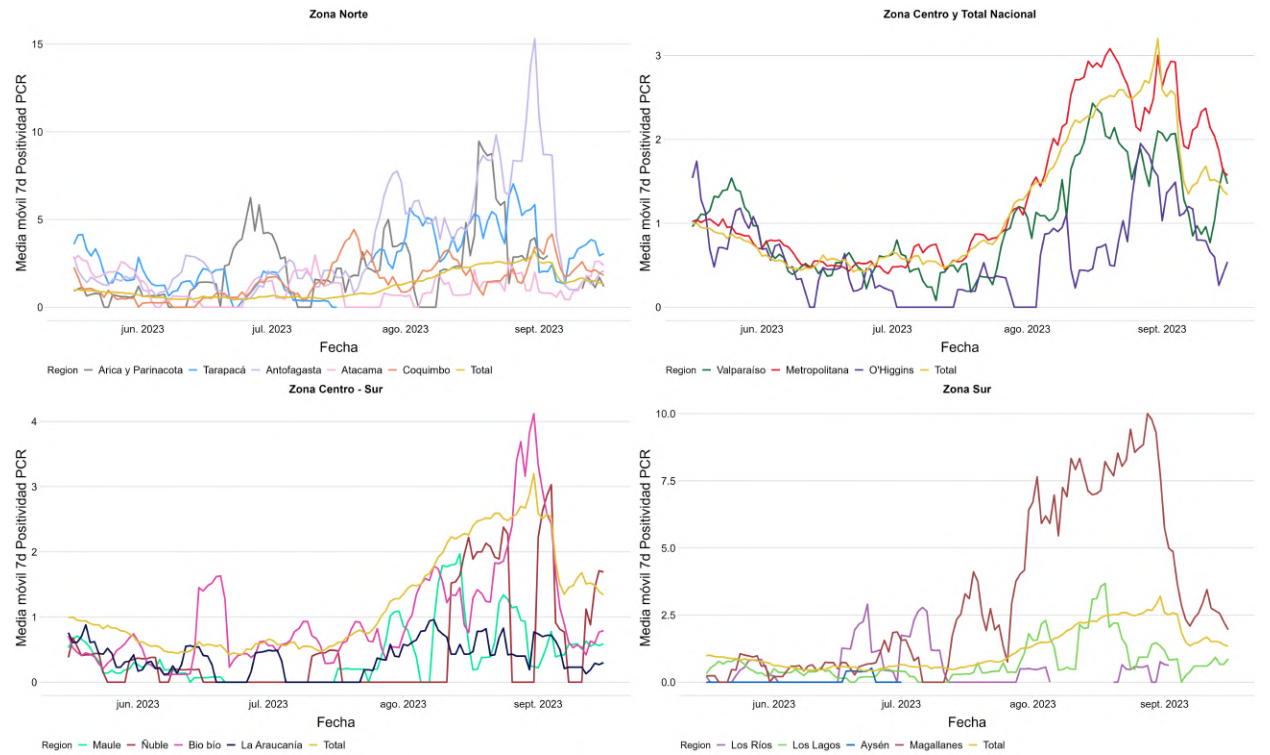 Zona Norte
Media móvil 7d Positividad PCR
15
10
5
0
jun. 2023 jul. 2023 ago. 2023 sept. 2023
Fecha
Region Arica y Parinacota Tarapacá Antofagasta Atacama Coquimbo Total
Zona Centro y Total Nacional
Media móvil 7d Positividad PCR
3
2
1
0
jun. 2023 jul. 2023 ago. 2023 sept. 2023
Fecha
Region Valparaíso Metropolitana O'Higgins Total
Zona Centro - Sur
Media móvil 7d Positividad PCR
4
3
2
1
0
jun. 2023 jul. 2023 ago. 2023 sept. 2023
Fecha
Region Maule Ñuble Bio bío La Araucanía Total
Zona Sur
Media móvil 7d Positividad PCR
10.0
7.5
5.0
2.5
0.0
jun. 2023 jul. 2023 ago. 2023 sept. 2023
Fecha
Region Los Ríos Los Lagos Aysén Magallanes Total